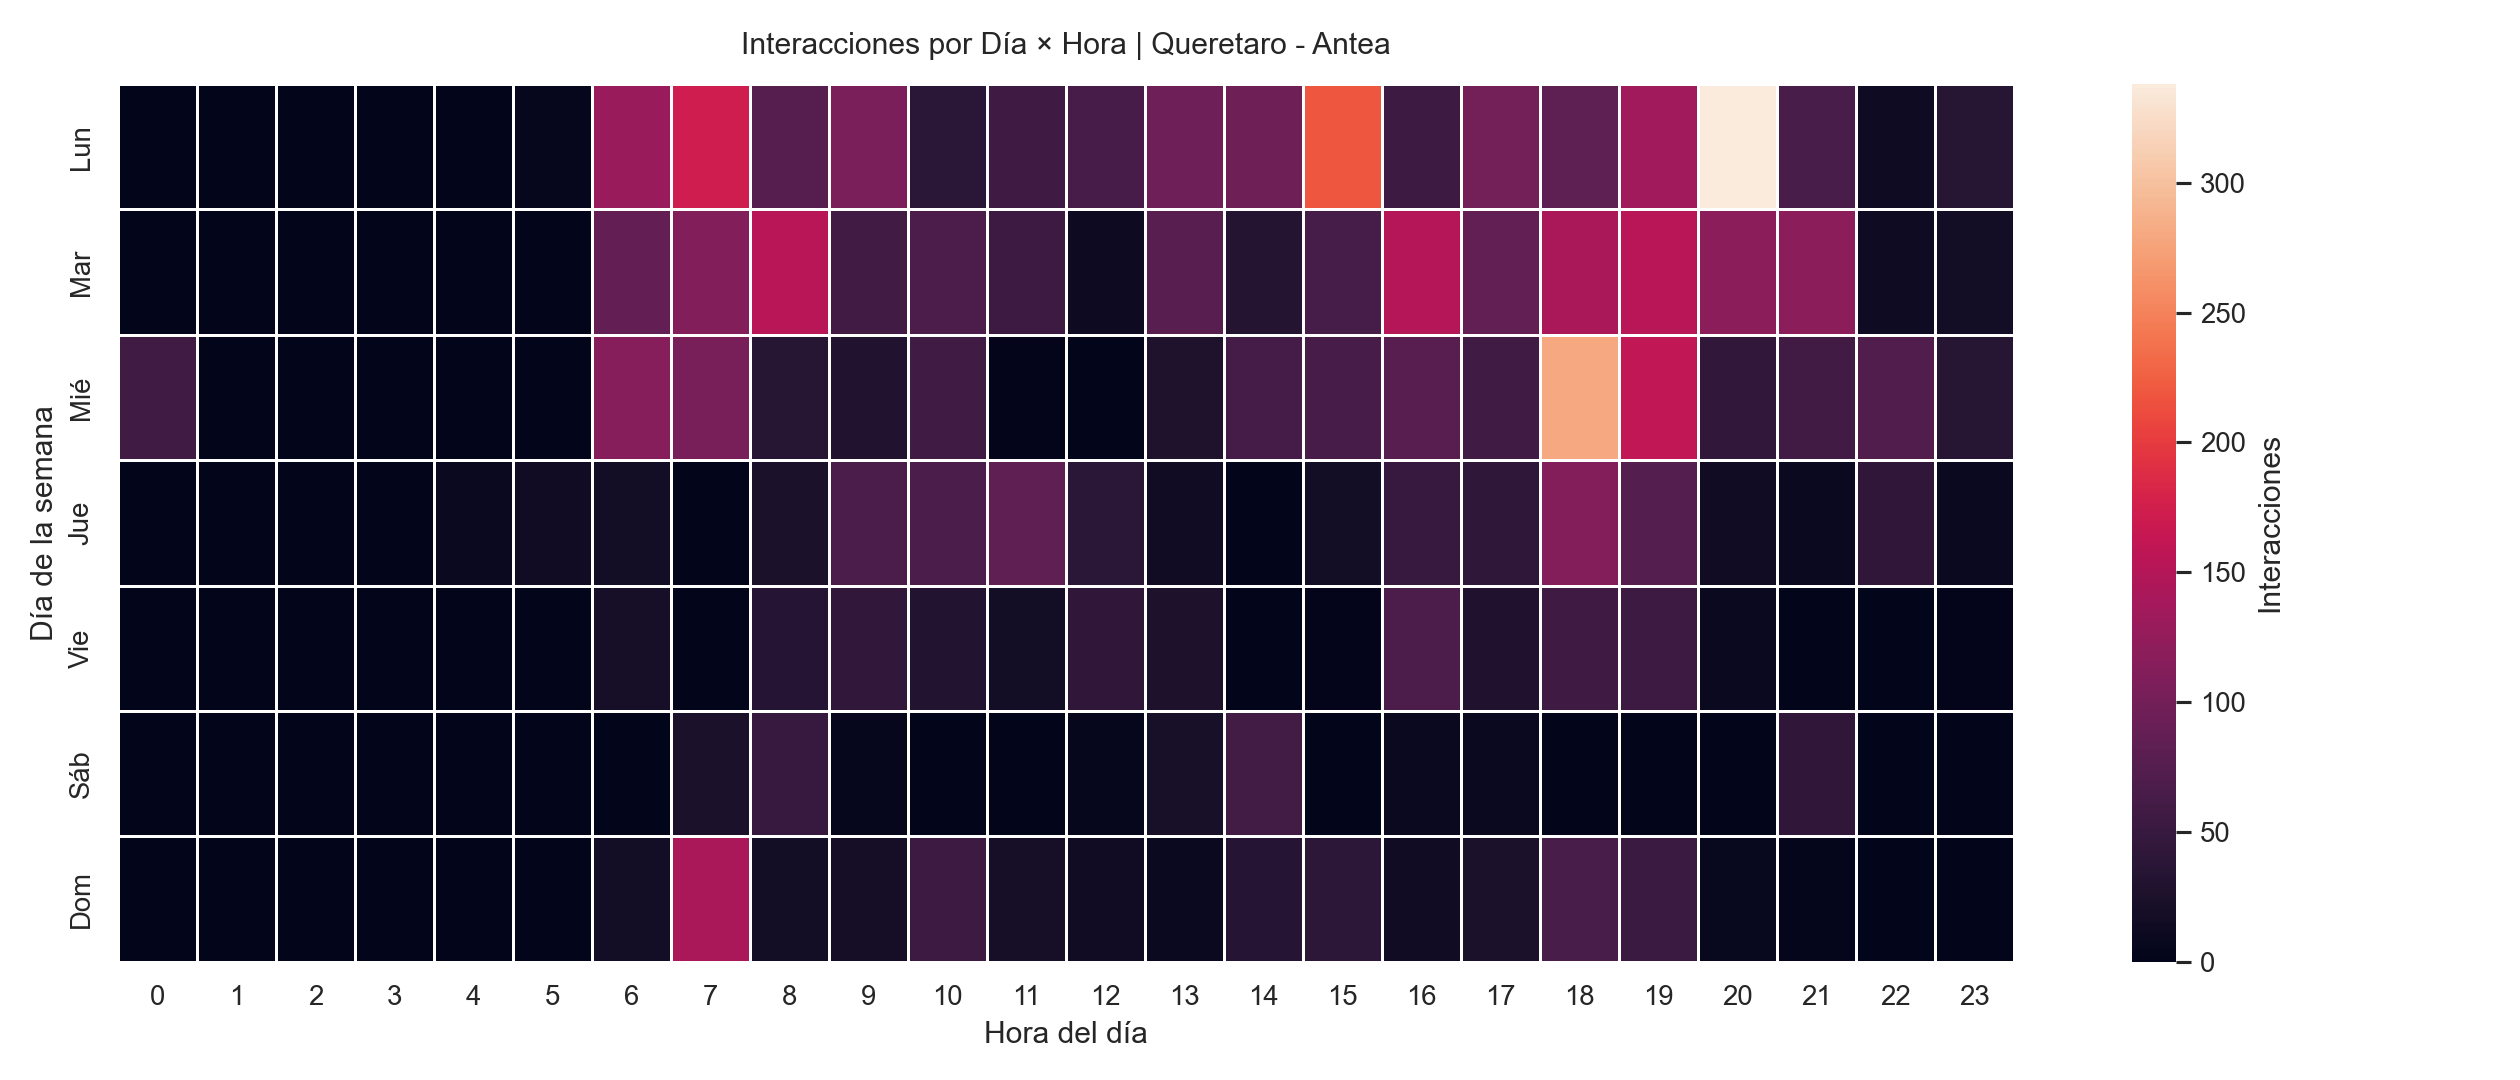 Interacciones por Día × Hora | Queretaro - Antea
Día de la semana
Lun
Mar
Mié
Jue
Vie
Sáb
Dom
0 1 2 3 4 5 6 7 8 9 10 11 12 13 14 15 16 17 18 19 20 21 22 23
Hora del día
300
250
200
150
100
50
0
Interacciones